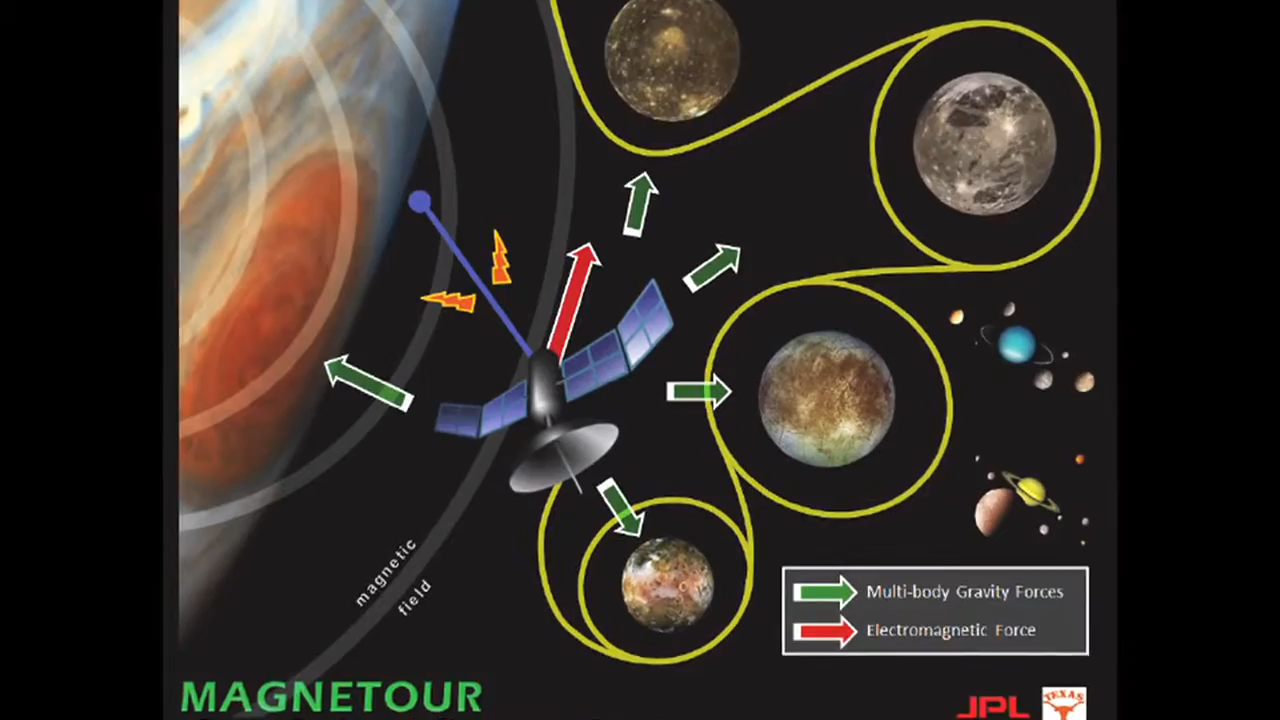 magnetic
field
Multi-body Gravity Forces
Electromagnetic Force
MAGNETOUR
JPL
TEXAS